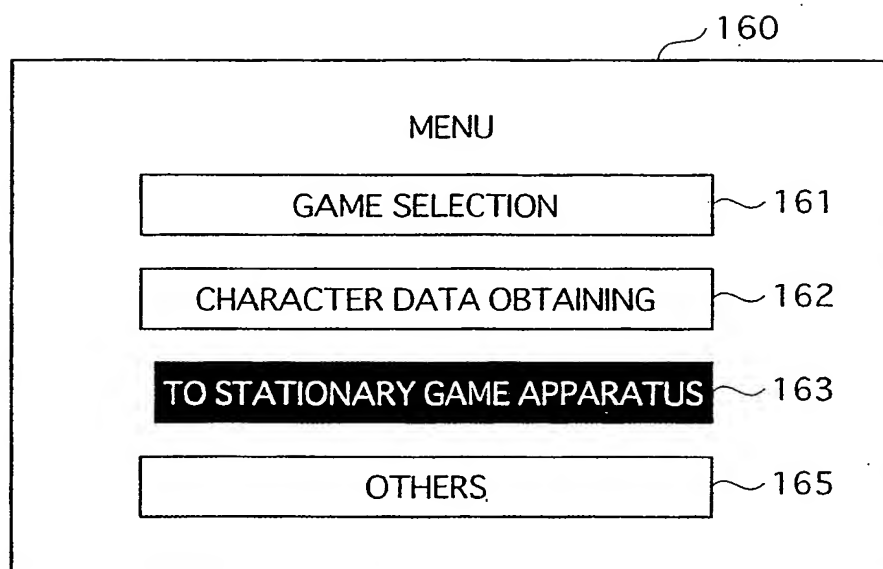 160
MENU
GAME SELECTION 161
CHARACTER DATA OBTAINING 162
TO STATIONARY GAME APPARATUS 163
OTHERS 165